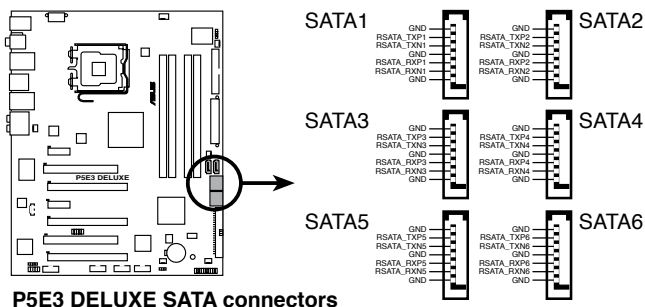 SATA1
GND
RSATA_TXP1
RSATA_TXN1
GND
RSATA_RXP1
RSATA_RXN1
GND
SATA2
GND
RSATA_TXP2
RSATA_TXN2
GND
RSATA_RXP2
RSATA_RXN2
GND
SATA3
GND
RSATA_TXP3
RSATA_TXN3
GND
RSATA_RXP3
RSATA_RXN3
GND
SATA4
GND
RSATA_TXP4
RSATA_TXN4
GND
RSATA_RXP4
RSATA_RXN4
GND
SATA5
GND
RSATA_TXP5
RSATA_TXN5
GND
RSATA_RXP5
RSATA_RXN5
GND
SATA6
GND
RSATA_TXP6
RSATA_TXN6
GND
RSATA_RXP6
RSATA_RXN6
GND
ASUS
P5E3 DELUXE
P5E3 DELUXE SATA connectors